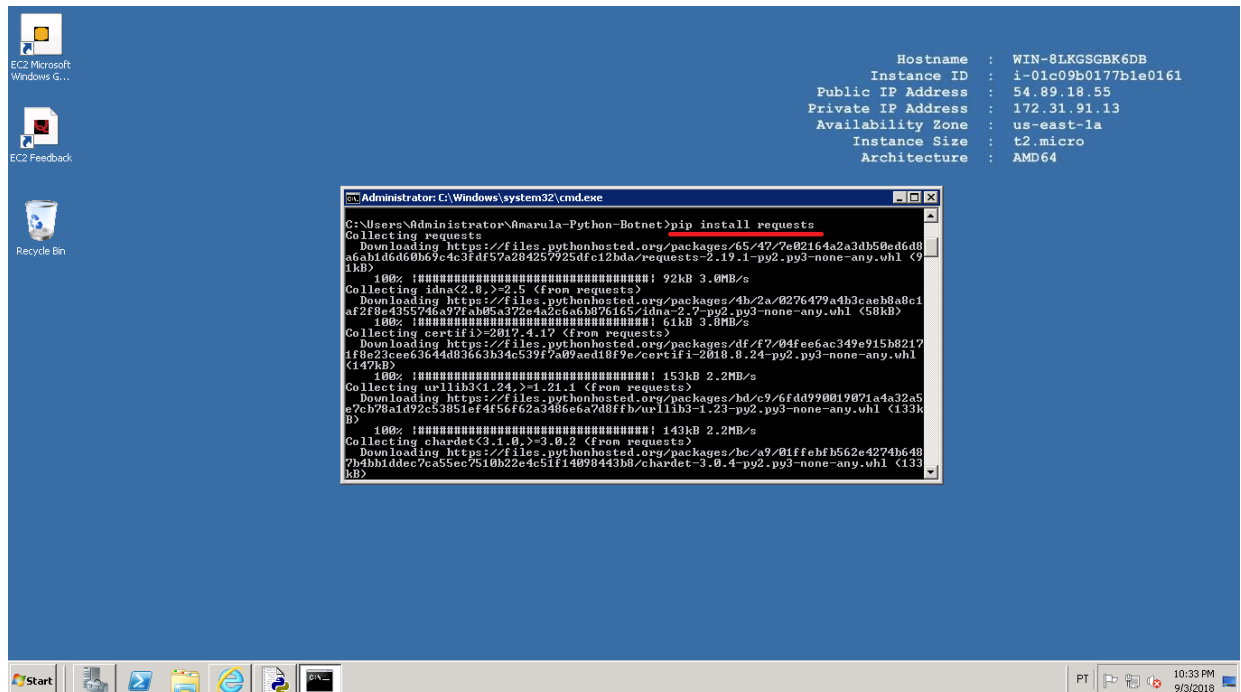 EC2 Microsoft
Windows G...
EC2 Feedback
Recycle Bin
Hostname : WIN-8LKGSGBK6DB
Instance ID : i-01c09b0177b1e0161
Public IP Address : 54.89.18.55
Private IP Address : 172.31.91.13
Availability Zone : us-east-1a
Instance Size : t2.micro
Architecture : AMD64
Administrator: C:\Windows\system32\cmd.exe
C:\Users\Administrator\Amarula-Python-Botnet>pip install requests
Collecting requests
Downloading https://files.pythonhosted.org/packages/65/47/7e02164a2a3db50ed6d8
a6ab1d6d60b69c4c3fdf57a284257925dfc12bda/requests-2.19.1-py2.py3-none-any.whl (9
1kB)
100% |################################| 92kB 3.0MB/s
Collecting idna<2.8,>=2.5 (from requests)
Downloading https://files.pythonhosted.org/packages/4b/2a/0276479a4b3caeb8a8c1
af2f8e4355746a97fab05a372e4a2c6a6b876165/idna-2.7-py2.py3-none-any.whl (58kB)
100% |################################| 61kB 3.8MB/s
Collecting certifi>=2017.4.17 (from requests)
Downloading https://files.pythonhosted.org/packages/df/f7/04fee6ac349e915b8217
1f8e23cee63644d83663b34c539f7a09aed18f9e/certifi-2018.8.24-py2.py3-none-any.whl
(147kB)
100% |################################| 153kB 2.2MB/s
Collecting urllib3<1.24,>=1.21.1 (from requests)
Downloading https://files.pythonhosted.org/packages/bd/c9/6fdd990019071a4a32a5
e7cb78a1d92c53851ef4f56f62a3486e6a7d8ffb/urllib3-1.23-py2.py3-none-any.whl (133k
B)
100% |################################| 143kB 2.2MB/s
Collecting chardet<3.1.0,>=3.0.2 (from requests)
Downloading https://files.pythonhosted.org/packages/bc/a9/01ffebfb562e4274b648
7b4bb1ddec7ca55ec7510b22e4c51f14098443b8/chardet-3.0.4-py2.py3-none-any.whl (133
kB)
Start
PT
10:33 PM
9/3/2018